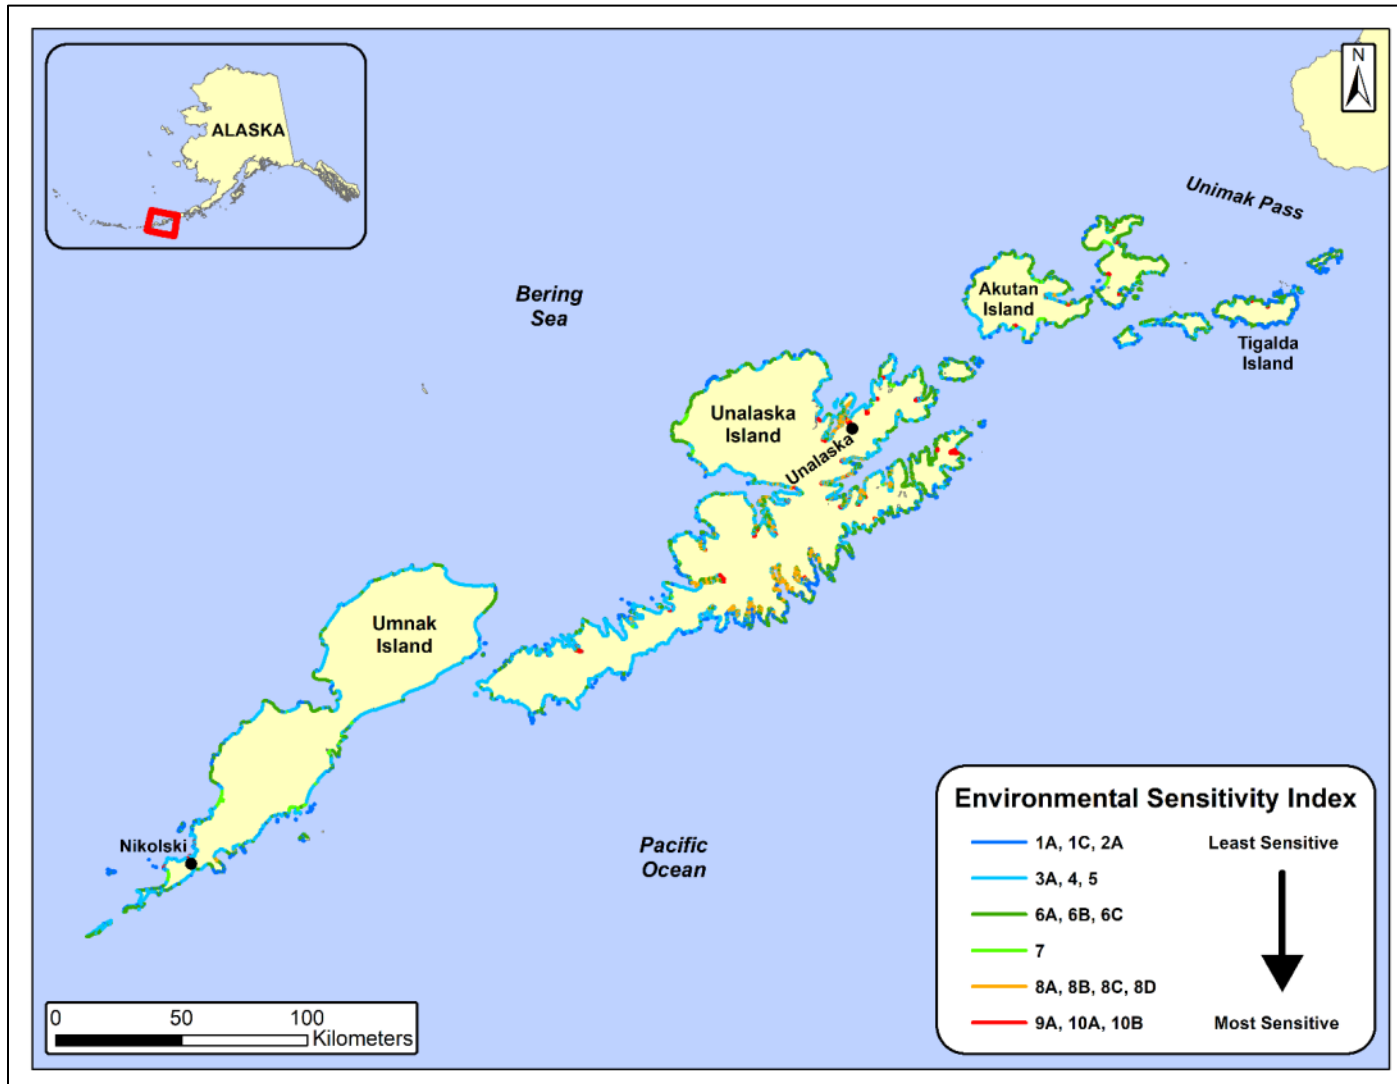 ALASKA
N
Unimak Pass
Bering
Sea
Akutan
Island
Tigalda
Island
Unalaska
Island
Unalaska
Umnak
Island
Nikolski
Pacific
Ocean
Environmental Sensitivity Index
1A, 1C, 2A Least Sensitive
3A, 4, 5
6A, 6B, 6C
7
8A, 8B, 8C, 8D
9A, 10A, 10B Most Sensitive
0 50 100
Kilometers